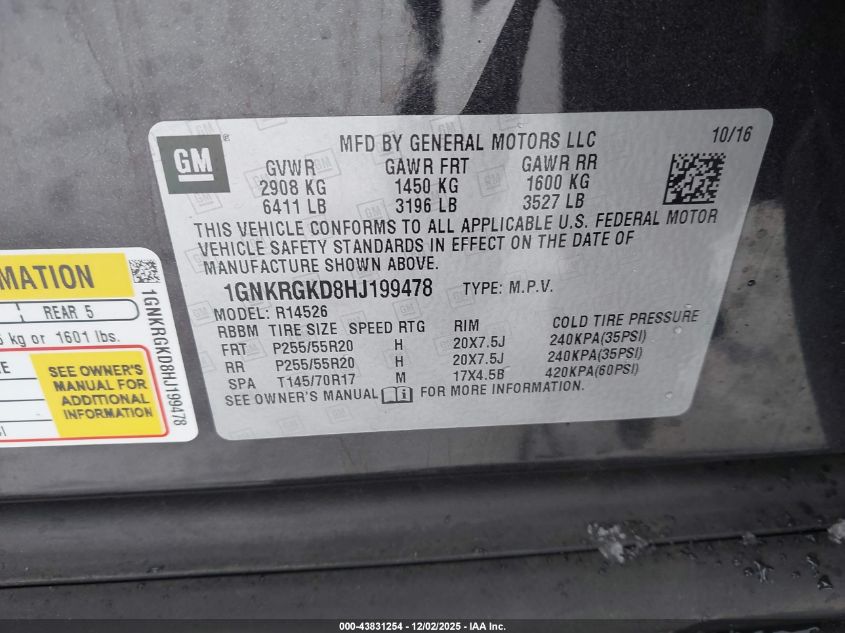 GM
®
MFD BY GENERAL MOTORS LLC 10/16
GVWR GAWR FRT GAWR RR
2908 KG 1450 KG 1600 KG
6411 LB 3196 LB 3527 LB
THIS VEHICLE CONFORMS TO ALL APPLICABLE U.S. FEDERAL MOTOR
VEHICLE SAFETY STANDARDS IN EFFECT ON THE DATE OF
MANUFACTURE SHOWN ABOVE.
1GNKRGKD8HJ199478 TYPE: M.P.V.
MODEL: R14526
RBBM TIRE SIZE SPEED RTG RIM COLD TIRE PRESSURE
FRT P255/55R20 H 20X7.5J 240KPA(35PSI)
RR P255/55R20 H 20X7.5J 240KPA(35PSI)
SPA T145/70R17 M 17X4.5B 420KPA(60PSI)
SEE OWNER'S MANUAL FOR MORE INFORMATION.
MATION
REAR 5
kg or 1601 lbs.
SEE OWNER'S
MANUAL FOR
ADDITIONAL
INFORMATION
1GNKRGKD8HJ199478
000-43831254 - 12/02/2025 - IAA Inc.